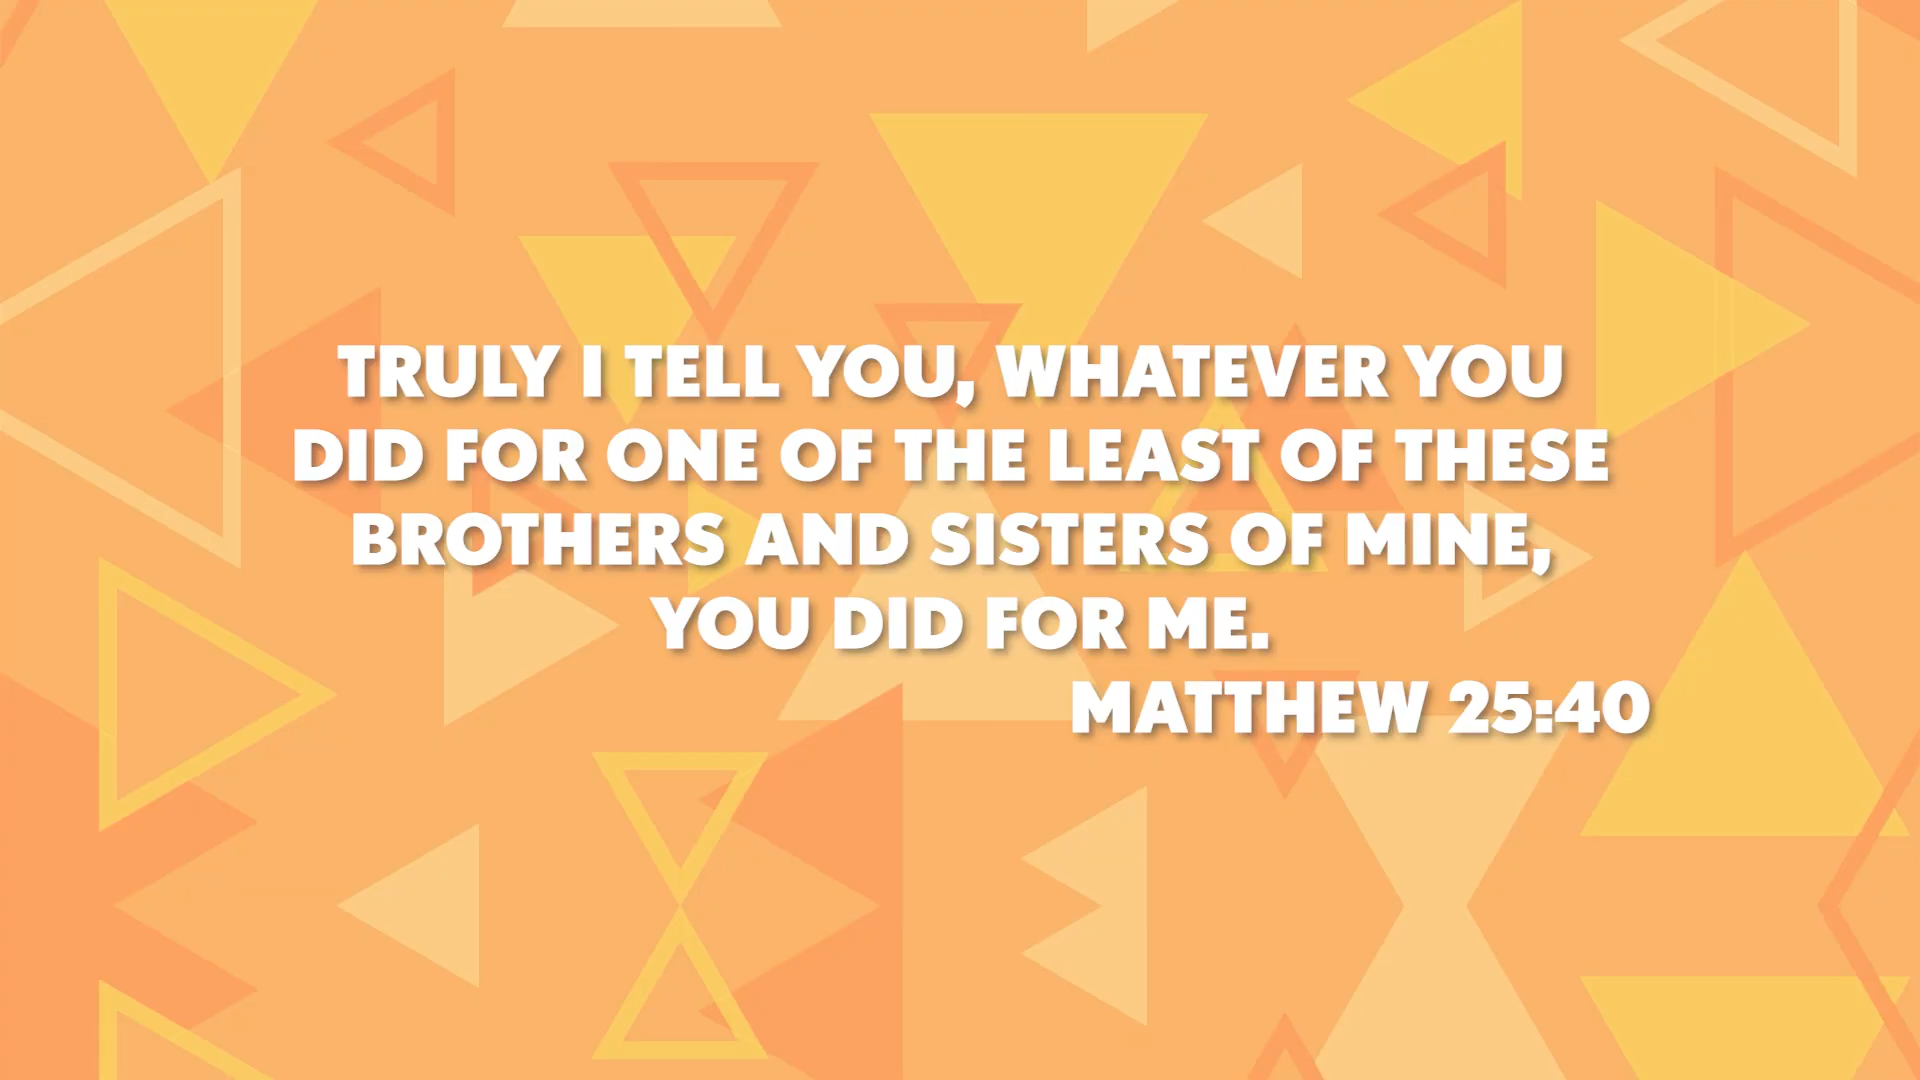 TRULY I TELL YOU, WHATEVER YOU
DID FOR ONE OF THE LEAST OF THESE
BROTHERS AND SISTERS OF MINE,
YOU DID FOR ME.
MATTHEW 25:40